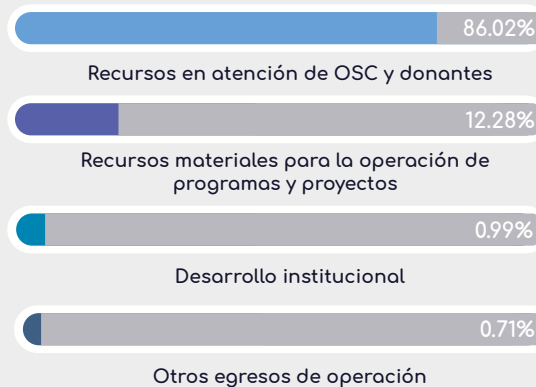 86.02%
Recursos en atención de OSC y donantes
12.28%
Recursos materiales para la operación de
programas y proyectos
0.99%
Desarrollo institucional
0.71%
Otros egresos de operación